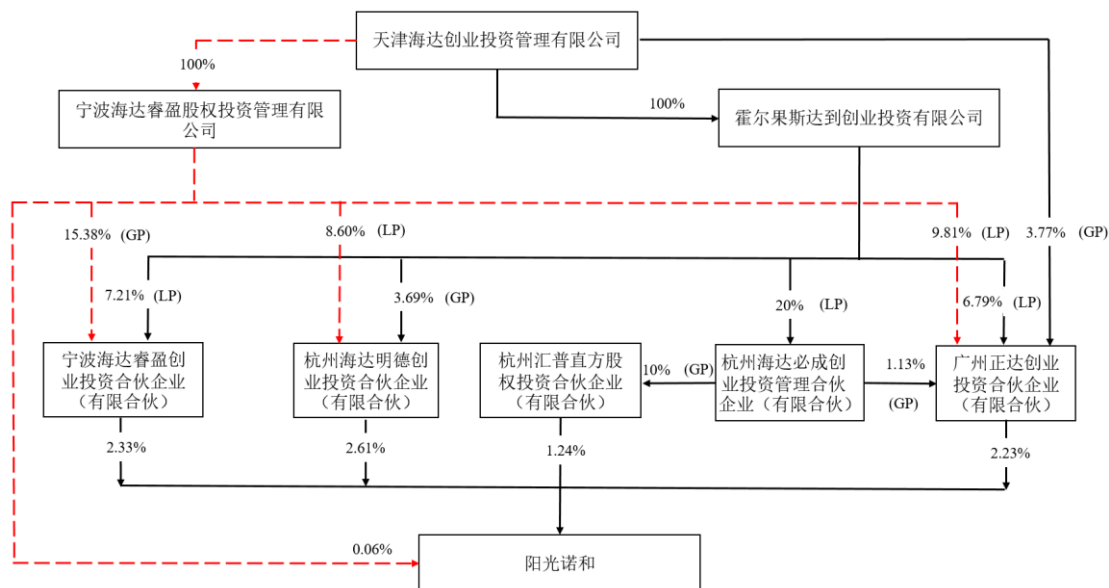 天津海达创业投资管理有限公司
100%
宁波海达睿盈股权投资管理有限
公司
100%
霍尔果斯达到创业投资有限公司
15.38% (GP)
8.60% (LP)
9.81% (LP)
3.77% (GP)
7.21% (LP)
3.69% (GP)
20% (LP)
6.79% (LP)
宁波海达睿盈创
业投资合伙企业
（有限合伙）
杭州海达明德创
业投资合伙企业
（有限合伙）
杭州汇普直方股
权投资合伙企业
（有限合伙）
10% (GP)
杭州海达必成创
业投资管理合伙
企业（有限合伙）
1.13%
(GP)
广州正达创业
投资合伙企业
（有限合伙）
2.33%
2.61%
1.24%
2.23%
0.06%
阳光诺和